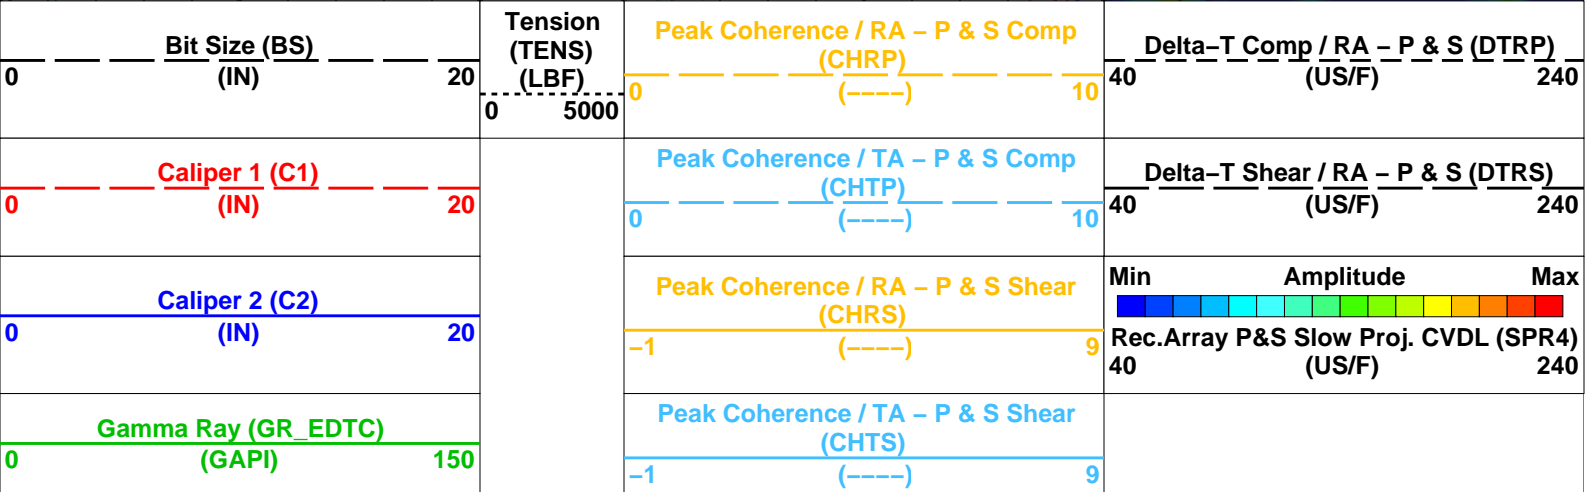 Bit Size (BS)
0 (IN) 20
Caliper 1 (C1)
0 (IN) 20
Caliper 2 (C2)
0 (IN) 20
Gamma Ray (GR_EDTC)
0 (GAPI) 150
Tension
(TENS)
(LBF)
0 5000
Peak Coherence / RA – P & S Comp
(CHRP)
0 (––––) 10
Peak Coherence / TA – P & S Comp
(CHTP)
0 (––––) 10
Peak Coherence / RA – P & S Shear
(CHRS)
–1 (––––) 9
Peak Coherence / TA – P & S Shear
(CHTS)
–1 (––––) 9
Delta–T Comp / RA – P & S (DTRP)
40 (US/F) 240
Delta–T Shear / RA – P & S (DTRS)
40 (US/F) 240
Min Amplitude Max
Rec.Array P&S Slow Proj. CVDL (SPR4)
40 (US/F) 240